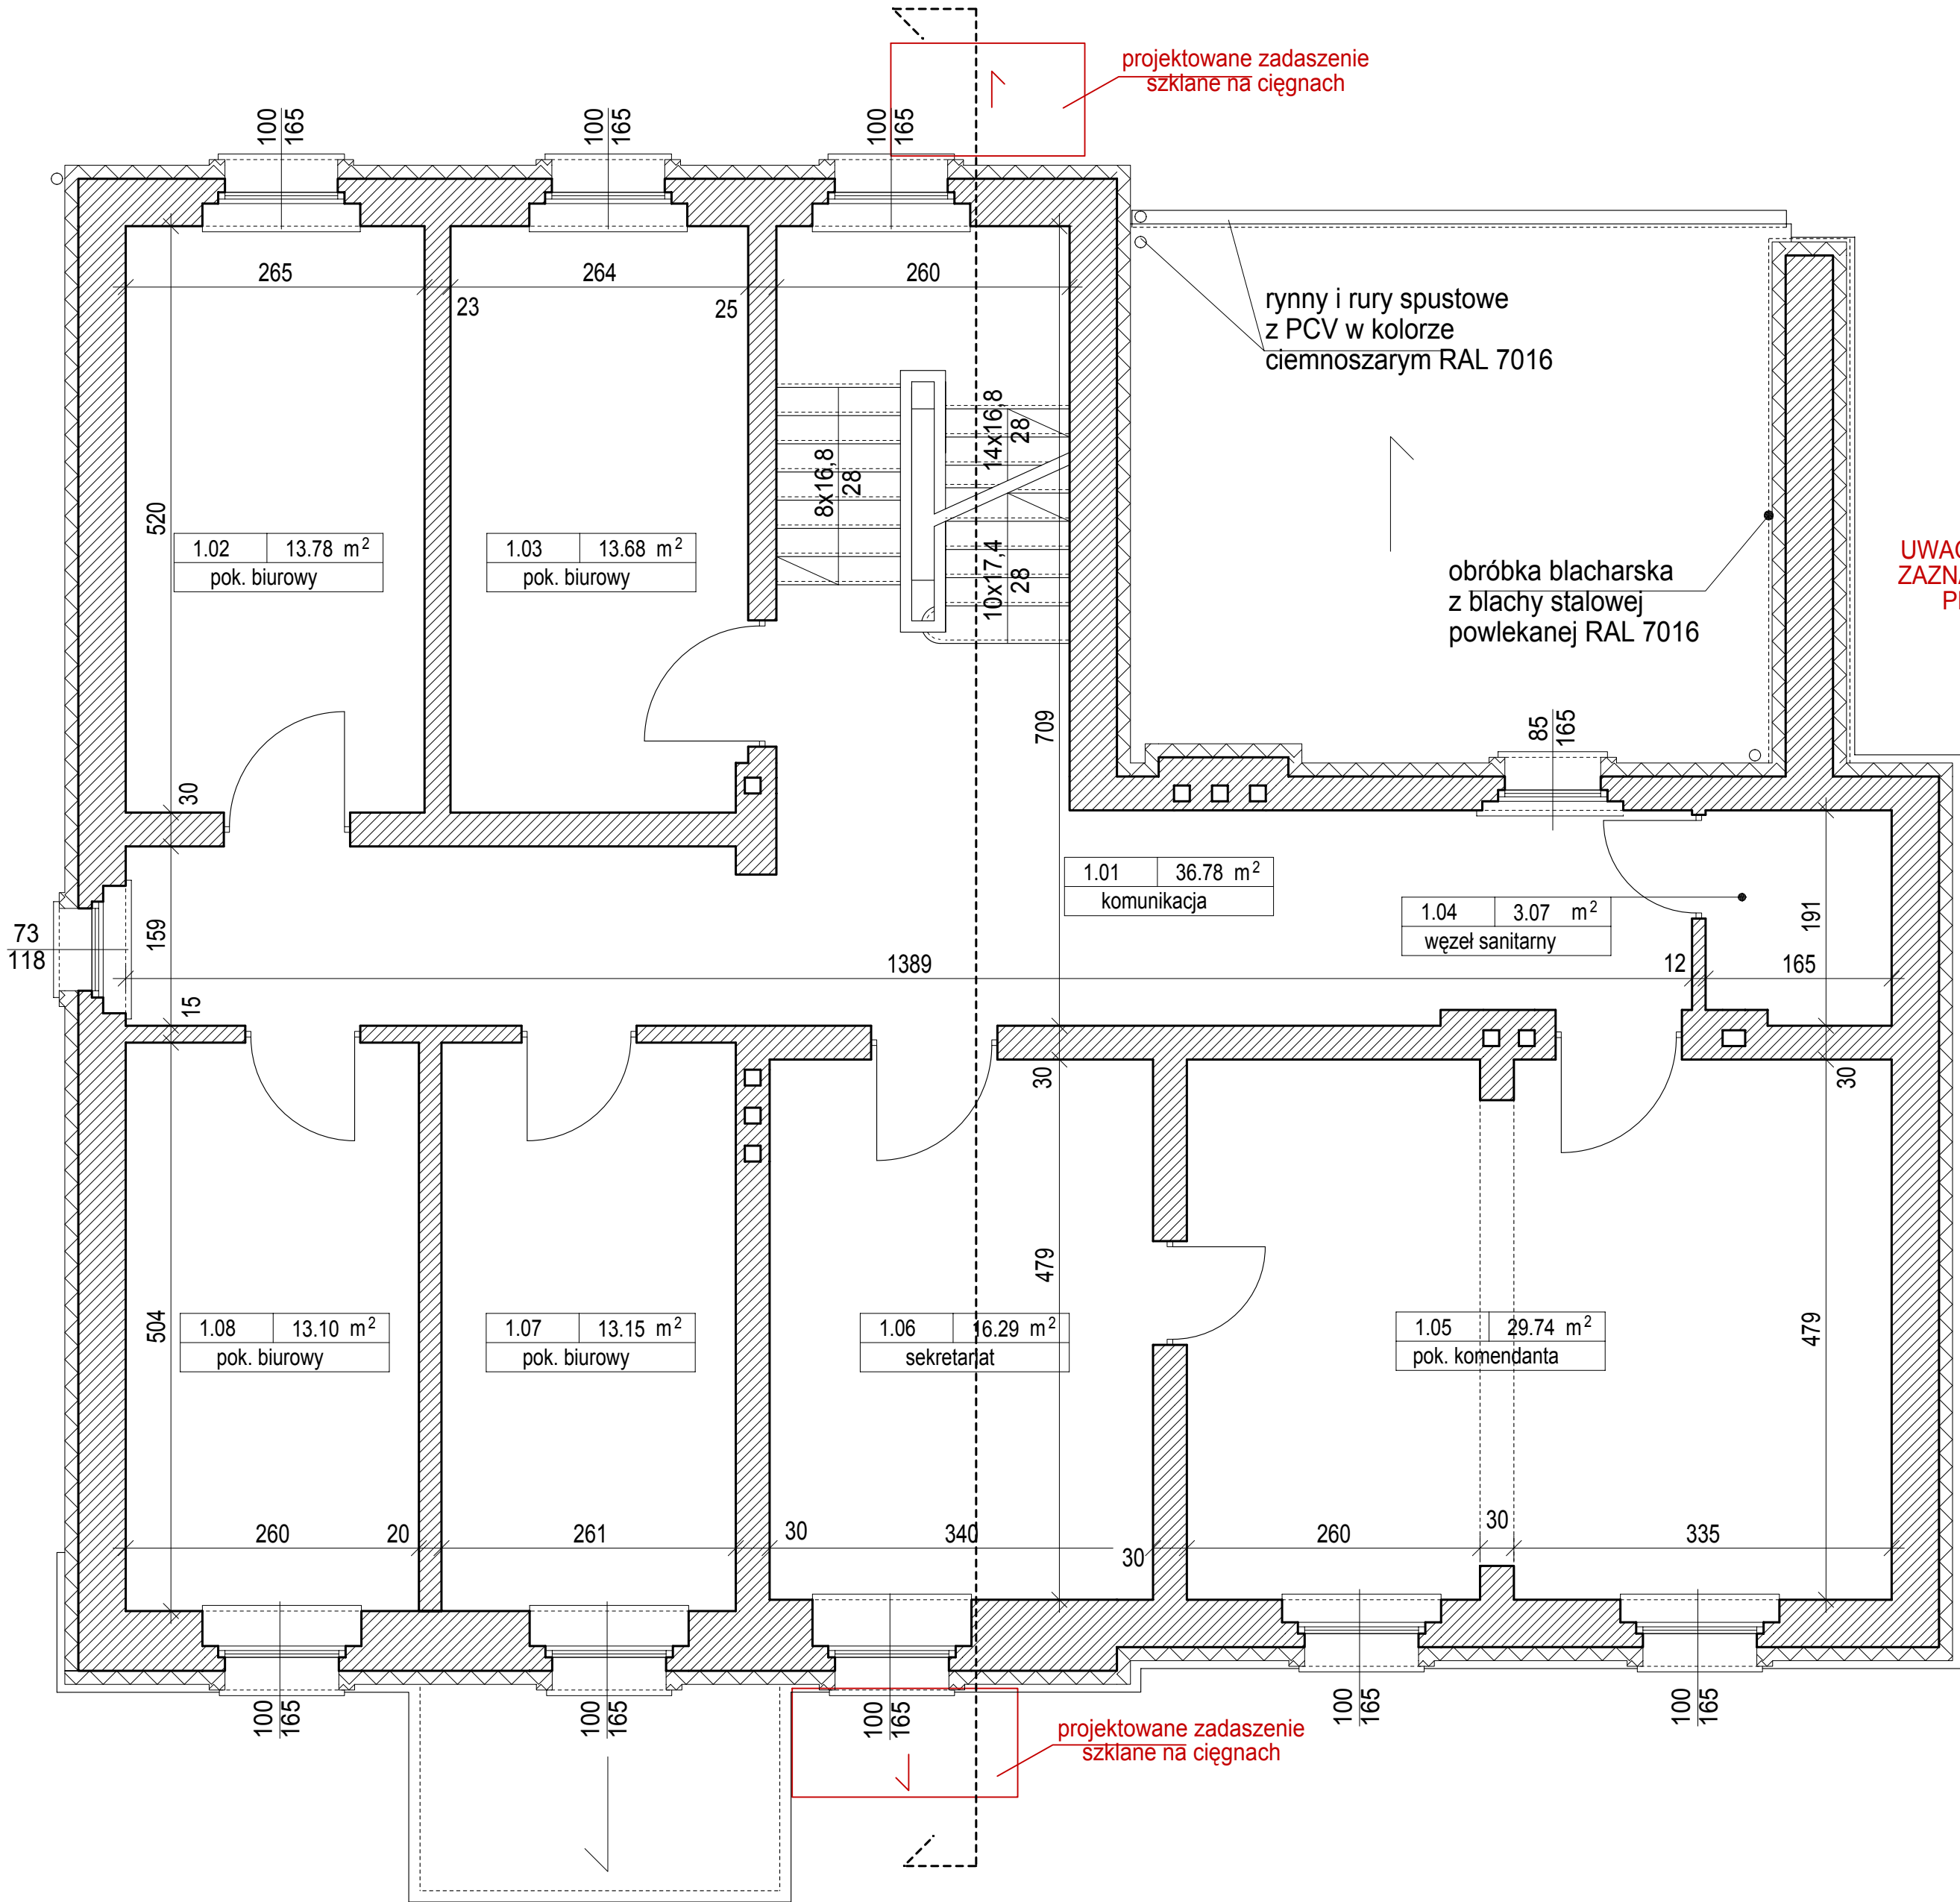 projektowane zadaszenie
szklane na cięgnach
100
165
100
165
100
165
265
264
260
23
25
rynny i rury spustowe
z PCV w kolorze
ciemnoszarym RAL 7016
8x16,8
28
14x16,8
28
10x17,4
28
520
1.02 13.78 m²
pok. biurowy
1.03 13.68 m²
pok. biurowy
obróbka blacharska
z blachy stalowej
powlekanej RAL 7016
709
85
165
30
1.01 36.78 m²
komunikacja
1.04 3.07 m²
węzeł sanitarny
73
118
159
191
1389
12
165
15
30
30
479
504
479
1.08 13.10 m²
pok. biurowy
1.07 13.15 m²
pok. biurowy
1.06 16.29 m²
sekretariat
1.05 29.74 m²
pok. komendanta
260
20
261
30
340
30
260
30
335
100
165
100
165
100
165
100
165
100
165
projektowane zadaszenie
szklane na cięgnach